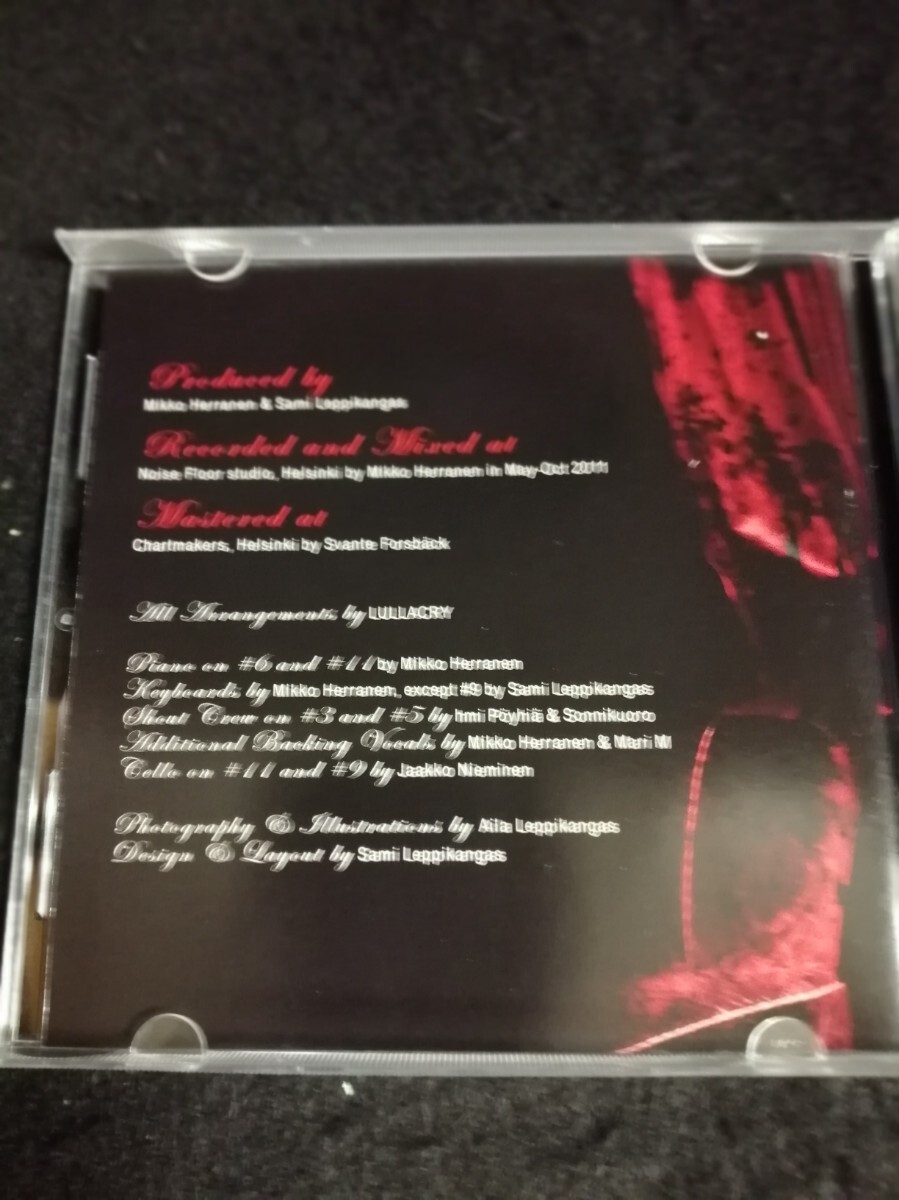 Produced by
Mikko Herranen & Sami Leppikangas
Recorded and Mixed at
Noise Floor studio, Helsinki by Mikko Herranen in May-Oct 2011
Mastered at
Chartmakers, Helsinki by Svante Forsbäck
All Arrangements by LULLACRY
Piano on #6 and #11 by Mikko Herranen
Keyboards by Mikko Herranen, except #9 by Sami Leppikangas
Shout Crew on #3 and #5 by Immi Pöyhiä & Sonnikuoro
Additional Backing Vocals by Mikko Herranen & Mari M
Cello on #11 and #9 by Jaakko Nieminen
Photography & Illustrations by Aila Leppikangas
Design & Layout by Sami Leppikangas